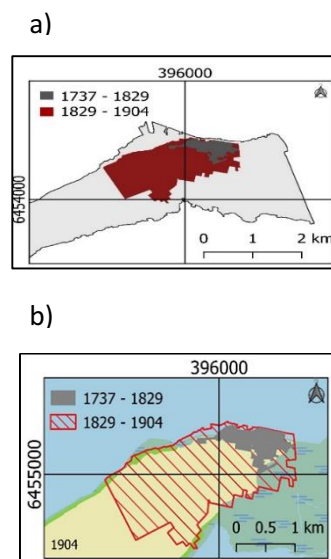 a)
396000
1737 - 1829
1829 - 1904
6454000
0 1 2 km
b)
396000
1737 - 1829
1829 - 1904
6455000
1904
0 0.5 1 km